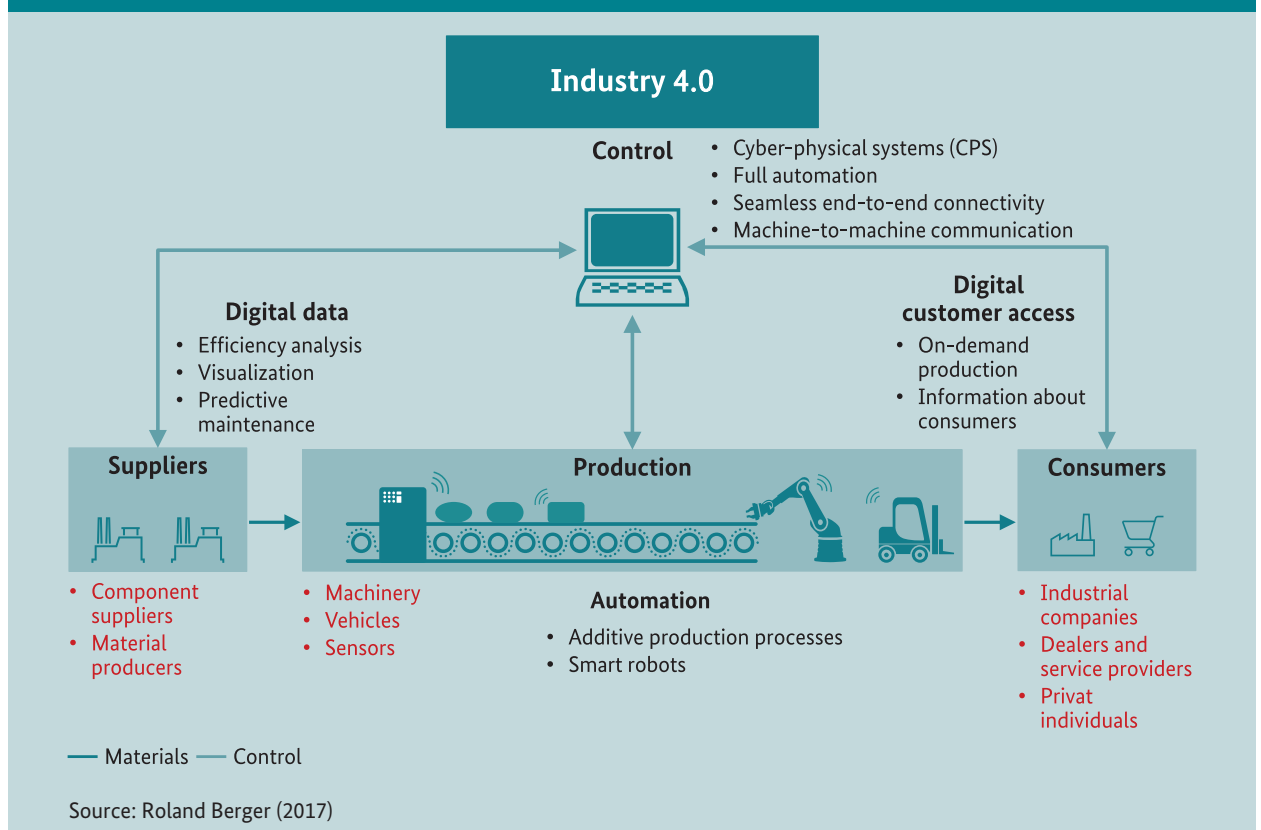 Industry 4.0
Control
• Cyber-physical systems (CPS)
• Full automation
• Seamless end-to-end connectivity
• Machine-to-machine communication
Digital data
• Efficiency analysis
• Visualization
• Predictive
maintenance
Digital
customer access
• On-demand
production
• Information about
consumers
Suppliers
Production
Consumers
• Component
suppliers
• Material
producers
• Machinery
• Vehicles
• Sensors
Automation
• Additive production processes
• Smart robots
• Industrial
companies
• Dealers and
service providers
• Privat
individuals
Materials
Control
Source: Roland Berger (2017)